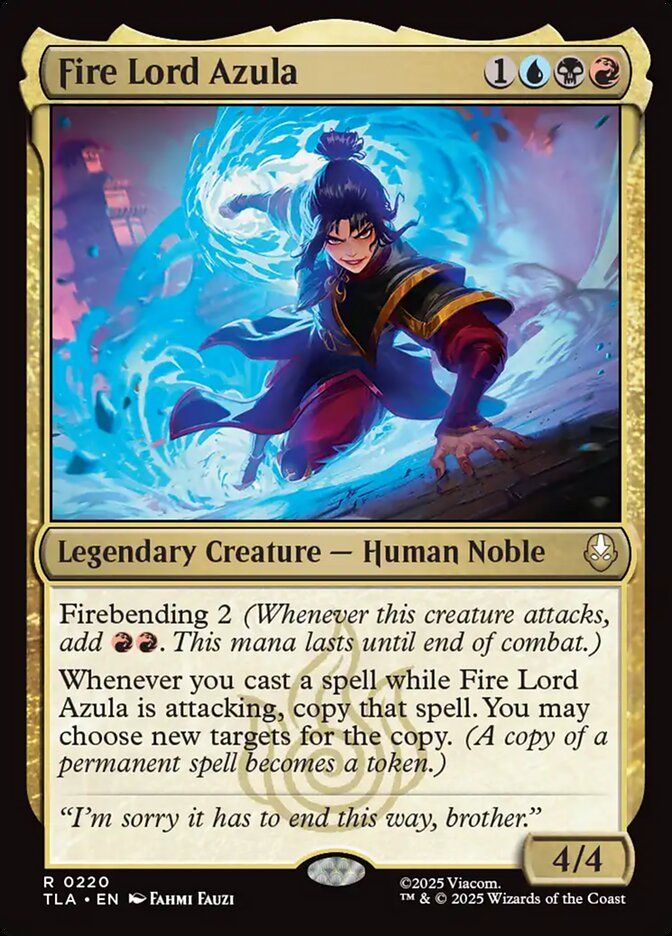 Fire Lord Azula 1
Legendary Creature — Human Noble
Firebending 2 (Whenever this creature attacks,
add . This mana lasts until end of combat.)
Whenever you cast a spell while Fire Lord
Azula is attacking, copy that spell. You may
choose new targets for the copy. (A copy of a
permanent spell becomes a token.)
“I’m sorry it has to end this way, brother.”
4/4
R 0220
TLA • EN Fahmi Fauzi
©2025 Viacom.
™ & © 2025 Wizards of the Coast